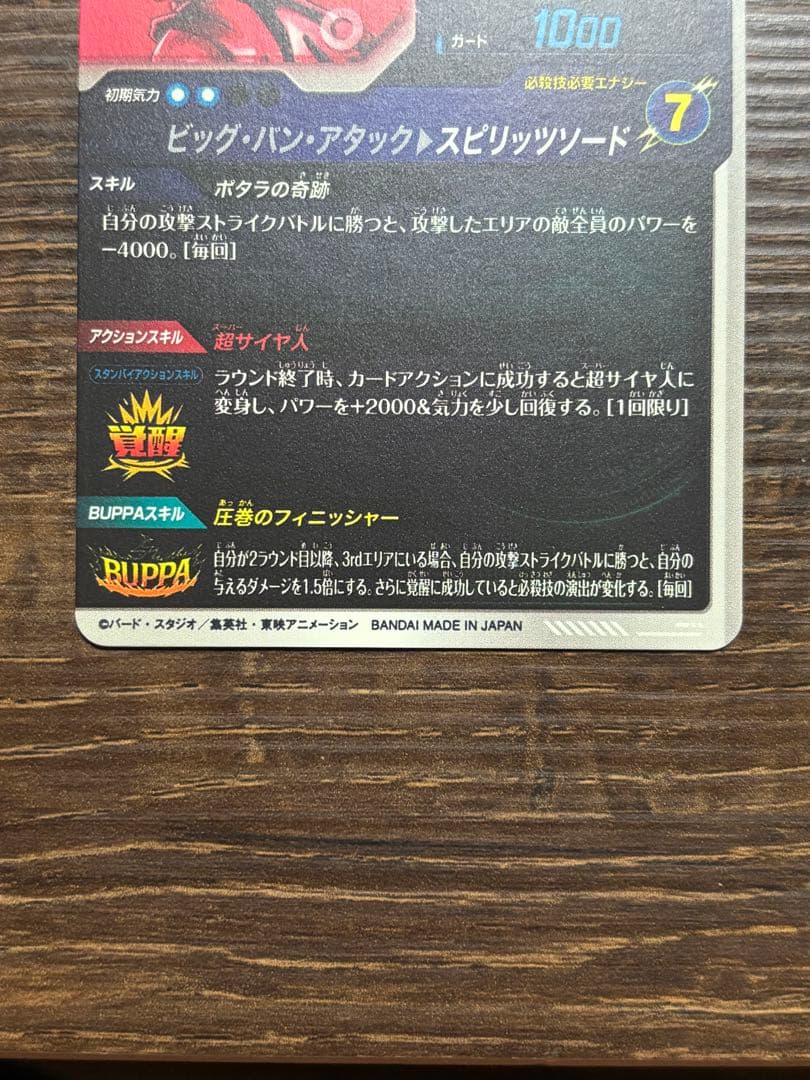 ガード 1000
初期気力
必殺技必要エナジー 7
ビッグ・バン・アタック▶スピリッツソード
スキル ポタラの奇跡
自分の攻撃ストライクバトルに勝つと、攻撃したエリアの敵全員のパワーを
−4000。[毎回]
アクションスキル 超サイヤ人
スタンバイアクションスキル
ラウンド終了時、カードアクションに成功すると超サイヤ人に
変身し、パワーを+2000&気力を少し回復する。[1回限り]
覚醒
BUPPAスキル 圧巻のフィニッシャー
BUPPA
自分が2ラウンド目以降、3rdエリアにいる場合、自分の攻撃ストライクバトルに勝つと、自分の
与えるダメージを1.5倍にする。さらに覚醒に成功していると必殺技の演出が変化する。[毎回]
©バード・スタジオ／集英社・東映アニメーション BANDAI MADE IN JAPAN